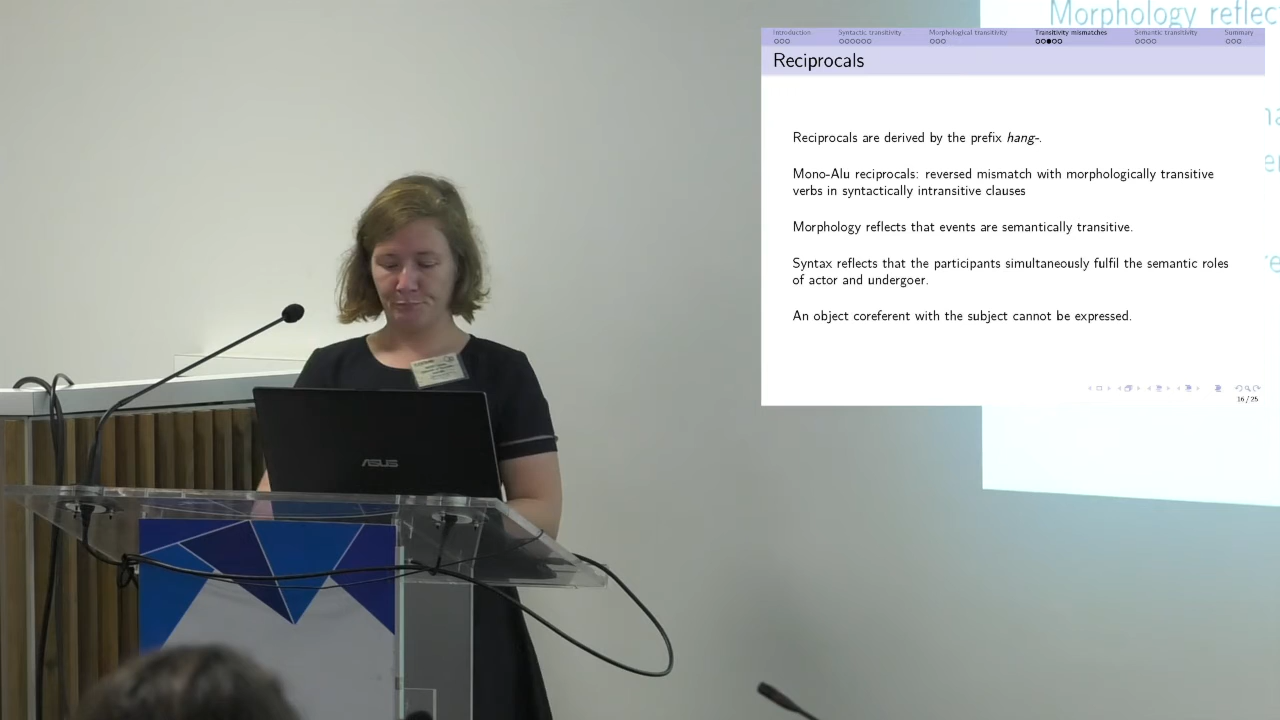 Morphology reflec
Introduction Syntactic transitivity Morphological transitivity Transitivity mismatches Semantic transitivity Summary
Reciprocals
Reciprocals are derived by the prefix hang-.
Mono-Alu reciprocals: reversed mismatch with morphologically transitive
verbs in syntactically intransitive clauses
Morphology reflects that events are semantically transitive.
Syntax reflects that the participants simultaneously fulfil the semantic roles
of actor and undergoer.
An object coreferent with the subject cannot be expressed.
16 / 25
ASUS